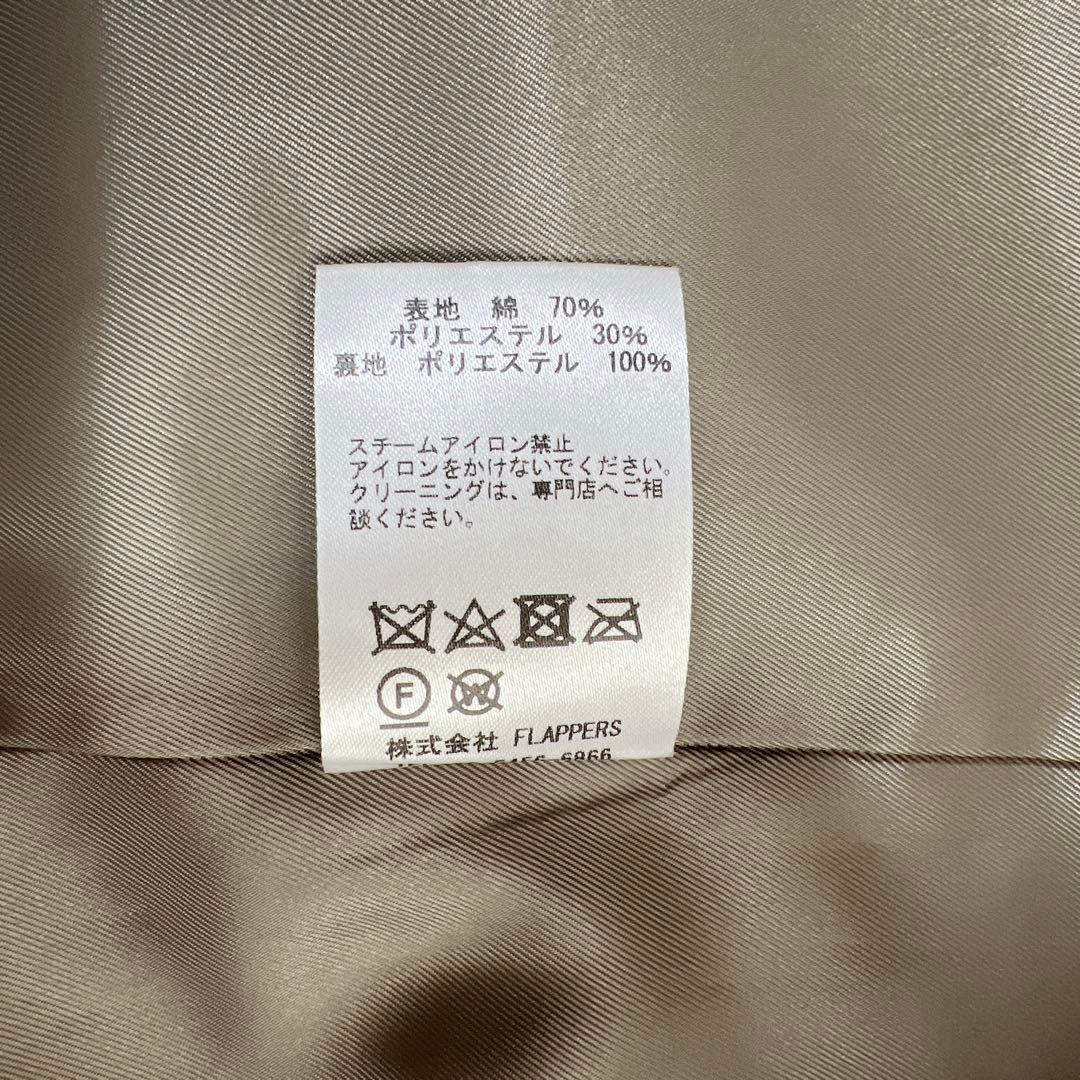 表地　綿　70%
ポリエステル　30%
裏地　ポリエステル　100%
スチームアイロン禁止
アイロンをかけないでください。
クリーニングは、専門店へご相
談ください。
F W
株式会社 FLAPPERS
6866